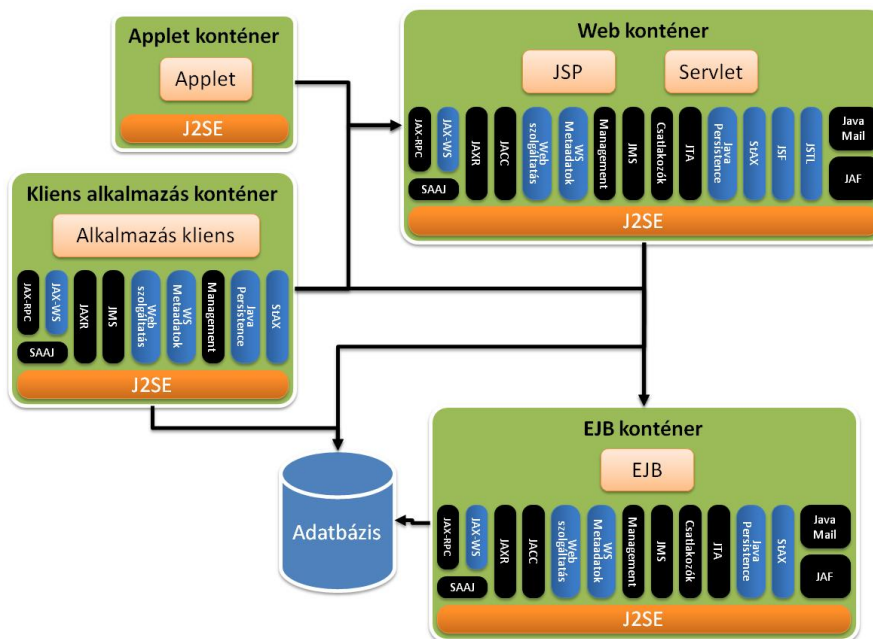 Applet konténer
Applet
J2SE
Web konténer
JSP
Servlet
JAX-RPC
JAX-WS
SAAJ
JAXR
JACC
Web
szolgáltatás
WS
Metaadatok
Management
JMS
Csatlakozók
JTA
Java
Persistence
StAX
JSF
JSTL
Java
Mail
JAF
J2SE
Kliens alkalmazás konténer
Alkalmazás kliens
JAX-RPC
JAX-WS
SAAJ
JAXR
JMS
Web
szolgáltatás
WS
Metaadatok
Management
Java
Persistence
StAX
J2SE
Adatbázis
EJB konténer
EJB
JAX-RPC
JAX-WS
SAAJ
JAXR
JACC
Web
szolgáltatás
WS
Metaadatok
Management
JMS
Csatlakozók
JTA
Java
Persistence
StAX
Java
Mail
JAF
J2SE